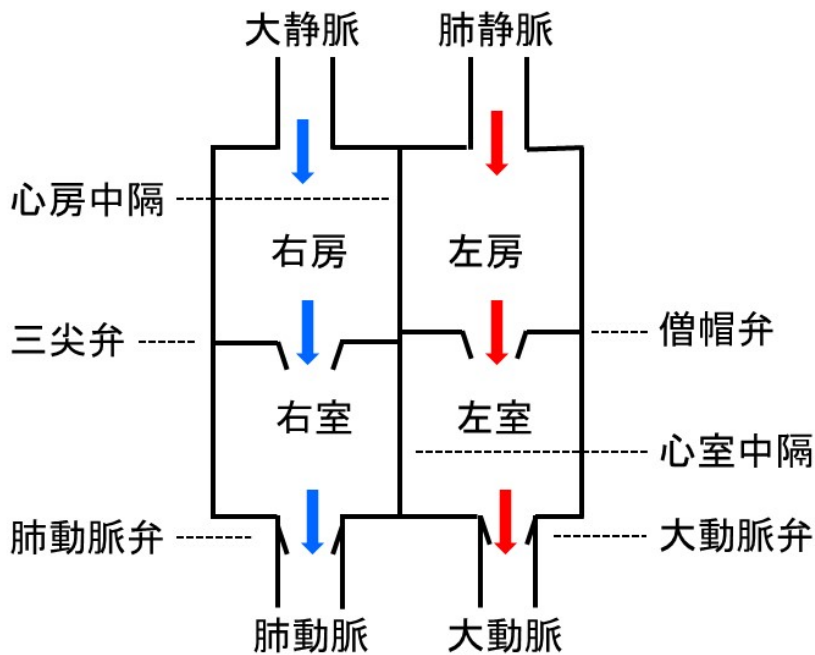 大静脈
肺静脈
心房中隔
右房
左房
三尖弁
僧帽弁
右室
左室
心室中隔
肺動脈弁
大動脈弁
肺動脈
大動脈